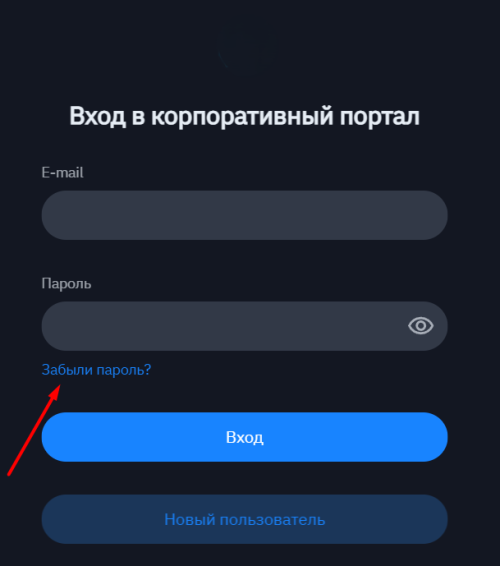 Вход в корпоративный портал
E-mail
Пароль
Забыли пароль?
Вход
Новый пользователь